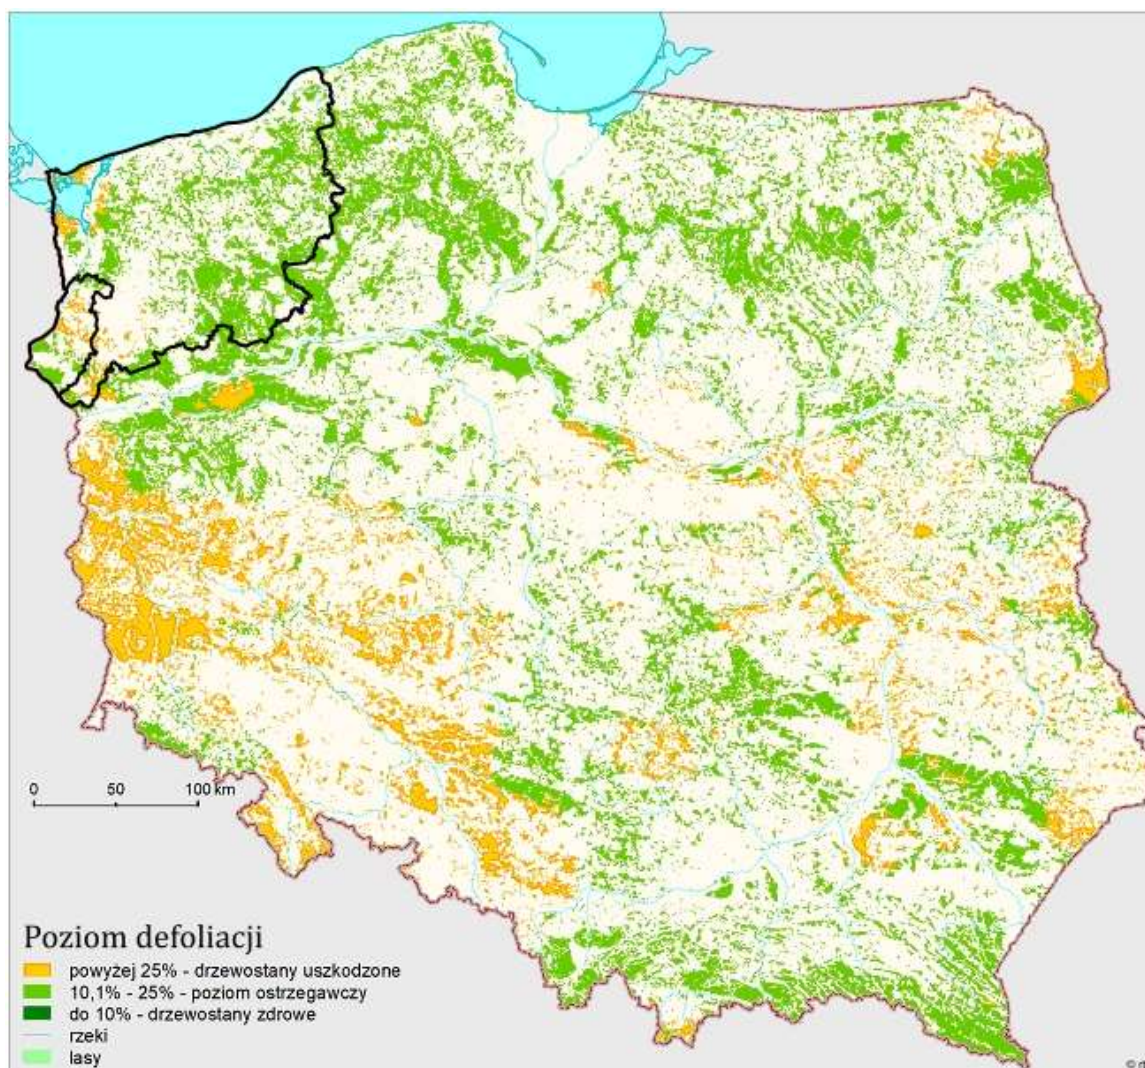 0 50 100 km
Poziom defoliacji
powyżej 25% - drzewostany uszkodzone
10,1% - 25% - poziom ostrzegawczy
do 10% - drzewostany zdrowe
rzeki
lasy
©